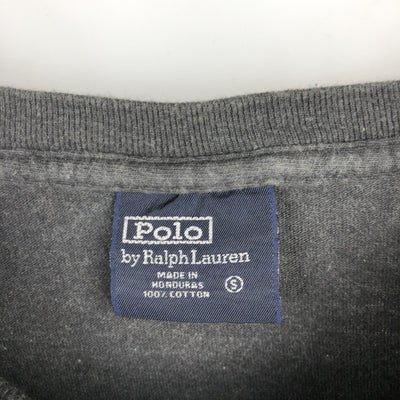 Polo
by Ralph Lauren
MADE IN
HONDURAS
100% COTTON
S